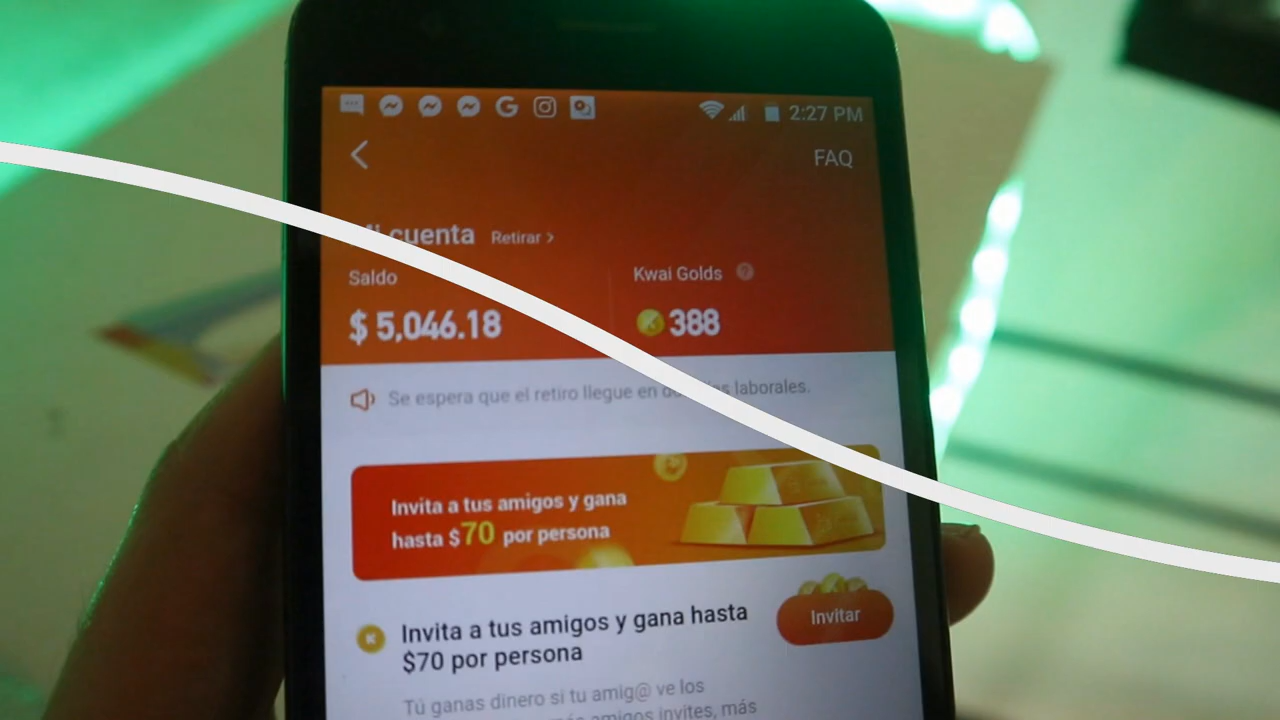 2:27 PM
FAQ
cuenta Retirar >
Saldo
Kwai Golds ?
$ 5,046.18
388
Se espera que el retiro llegue en laborales.
Invita a tus amigos y gana
hasta $70 por persona
Invita a tus amigos y gana hasta
$70 por persona
Invitar
Tú ganas dinero si tu amig@ ve los
amigos invites, más